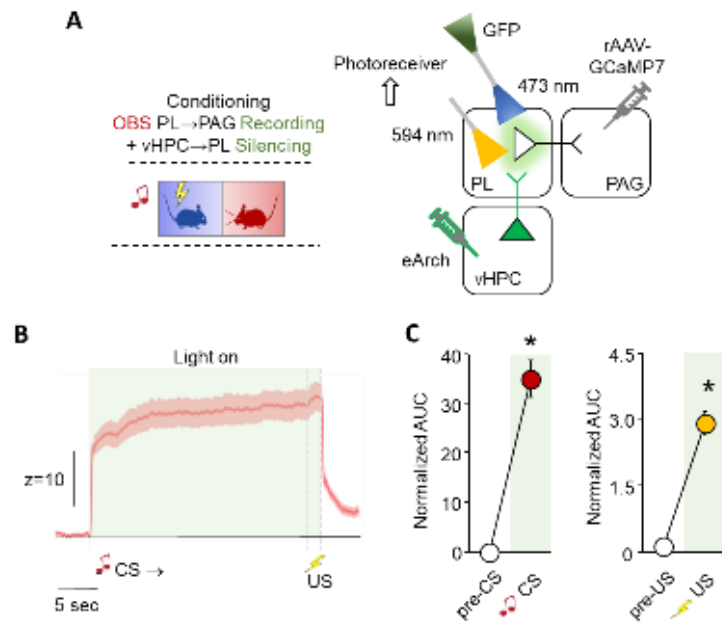 A
GFP
Photoreceiver
473 nm
rAAV-
GCaMP7
Conditioning
OBS PL→PAG Recording
+ vHPC→PL Silencing
594 nm
PL
PAG
eArch
vHPC
B
Light on
z=10
CS →
US
5 sec
C
*
40
30
20
10
0
Normalized AUC
pre-CS
CS
*
4.5
3.0
1.5
0
Normalized AUC
pre-US
US